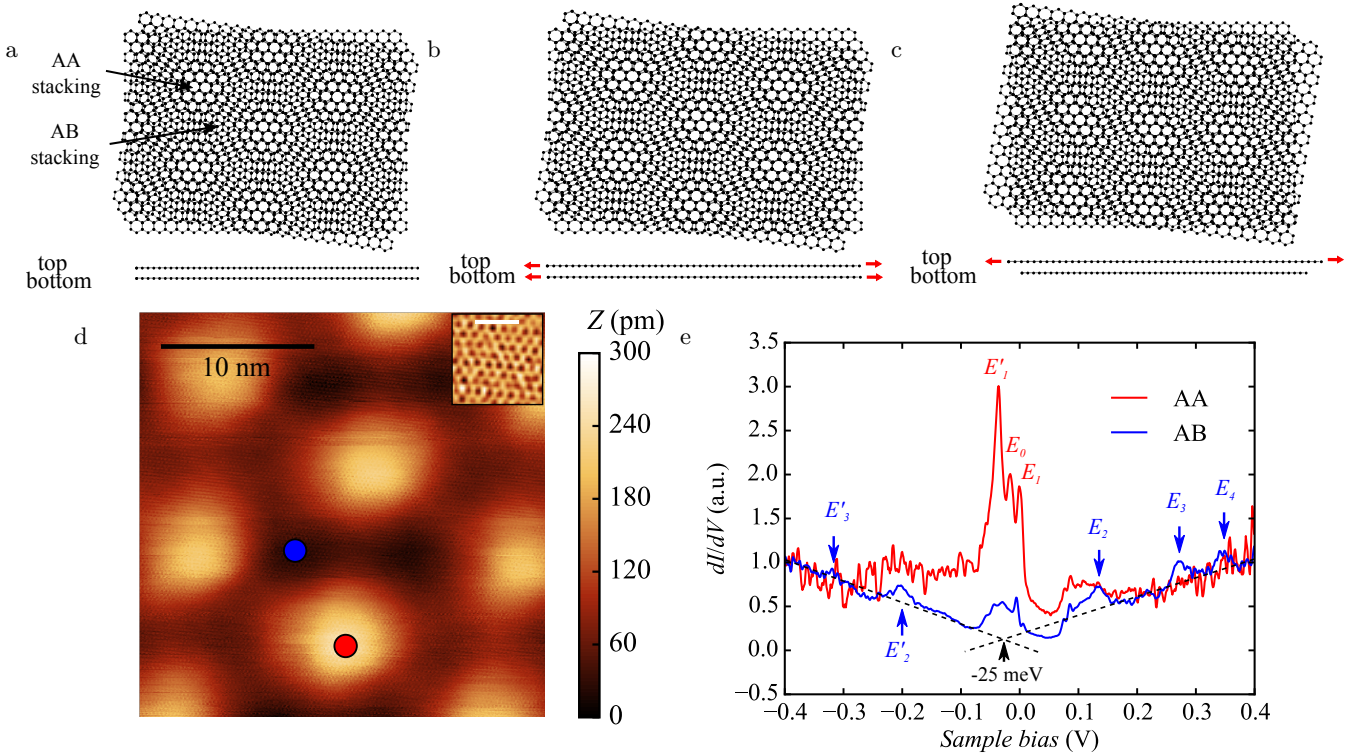 a
AA
stacking
AB
stacking
b
c
top
bottom
top
bottom
top
bottom
d
10 nm
Z (pm)
300
240
180
120
60
0
e
3.5
3.0
2.5
2.0
1.5
1.0
0.5
0.0
−0.5
dI/dV (a.u.)
E'1
E0
E1
AA
AB
E'3
E'2
E2
E3
E4
-25 meV
−0.4 −0.3 −0.2 −0.1 0.0 0.1 0.2 0.3 0.4
Sample bias (V)